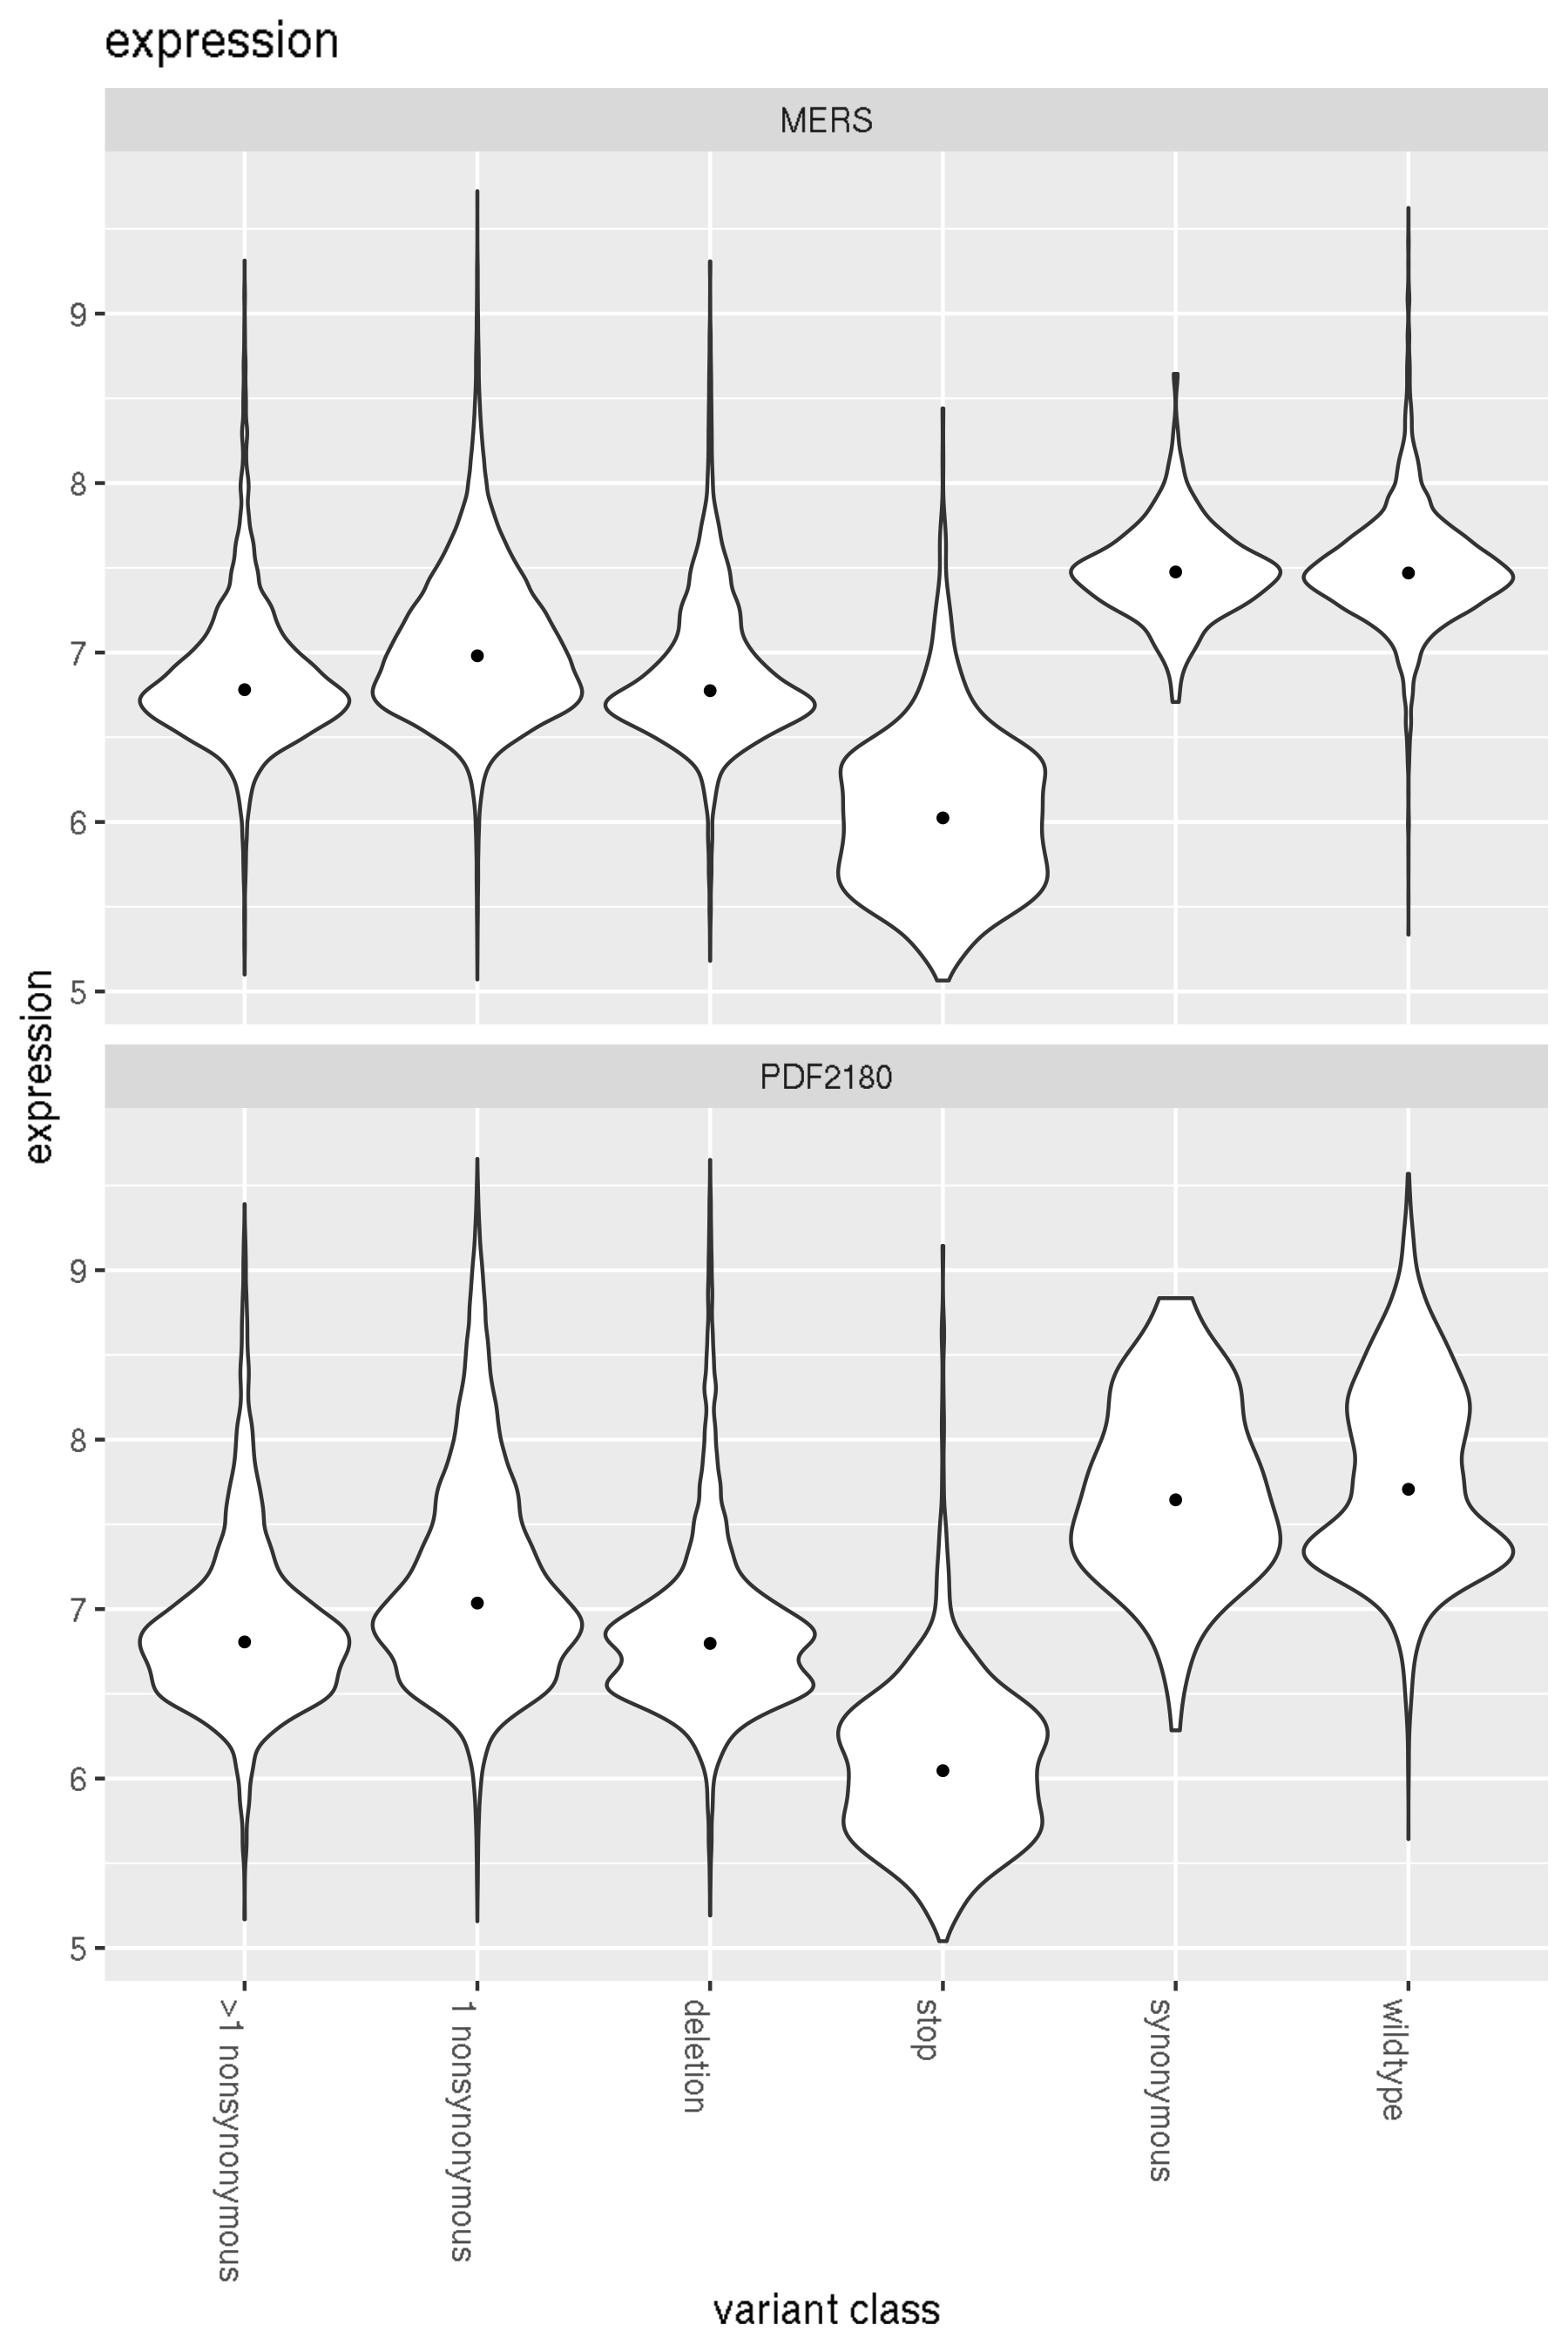 expression
MERS
9
8
7
6
5
expression
PDF2180
9
8
7
6
5
>1 nonsynonymous
1 nonsynonymous
deletion
stop
synonymous
wildtype
variant class